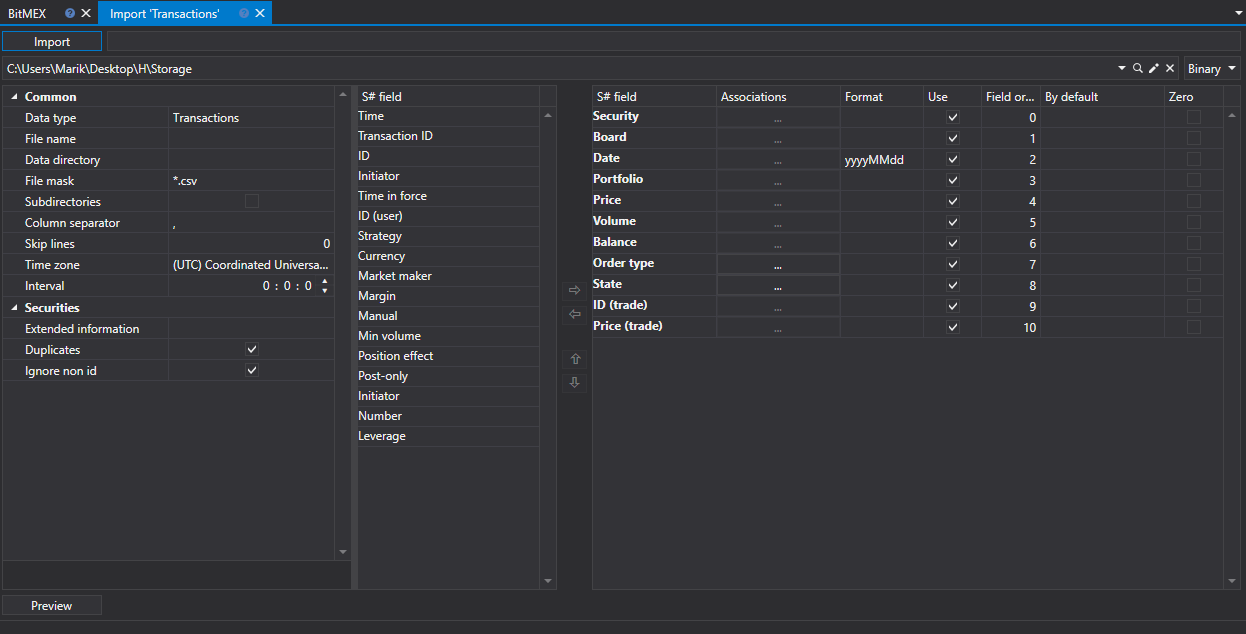 BitMEX Import 'Transactions'
Import
C:\Users\Marik\Desktop\H\Storage Binary
Common
Data type Transactions
File name
Data directory
File mask *.csv
Subdirectories
Column separator ,
Skip lines 0
Time zone (UTC) Coordinated Universa...
Interval 0 : 0 : 0
Securities
Extended information
Duplicates
Ignore non id
S# field
Time
Transaction ID
ID
Initiator
Time in force
ID (user)
Strategy
Currency
Market maker
Margin
Manual
Min volume
Position effect
Post-only
Initiator
Number
Leverage
S# field Associations Format Use Field or... By default Zero
Security ... 0
Board ... 1
Date ... yyyyMMdd 2
Portfolio ... 3
Price ... 4
Volume ... 5
Balance ... 6
Order type ... 7
State ... 8
ID (trade) ... 9
Price (trade) ... 10
Preview